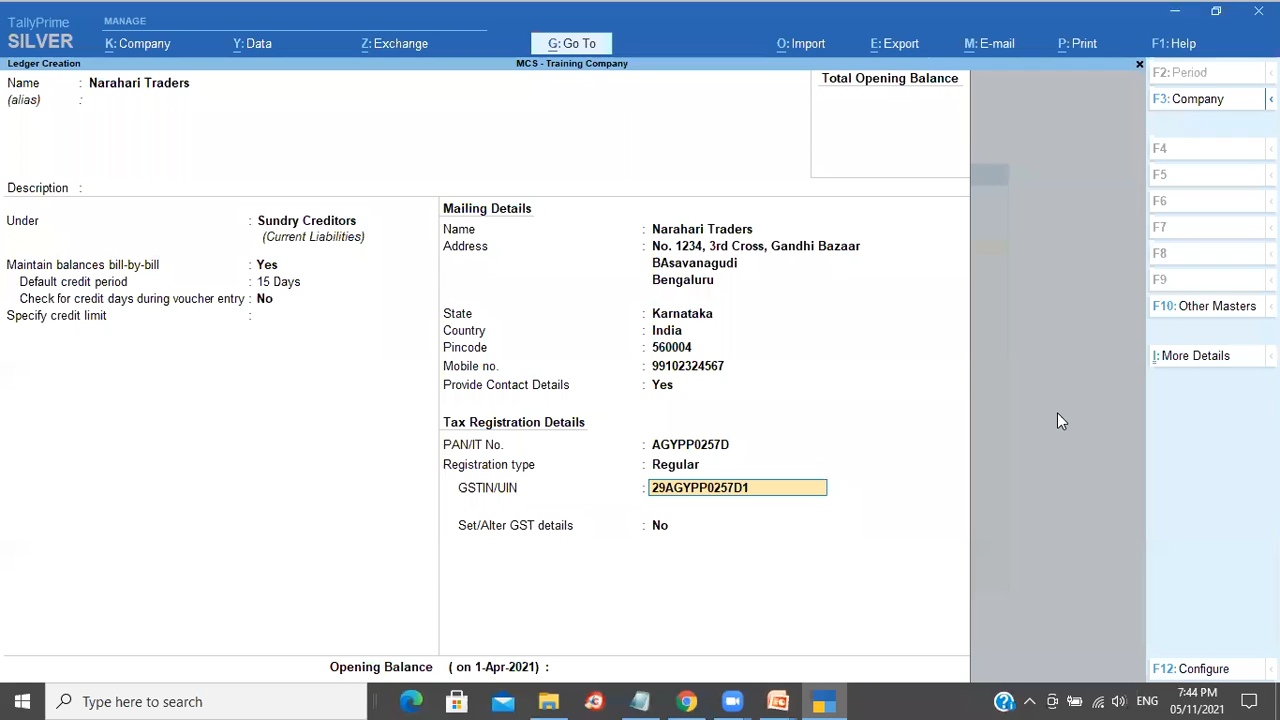 TallyPrime
SILVER
MANAGE
K: Company
Y: Data
Z: Exchange
G: Go To
O: Import
E: Export
M: E-mail
P: Print
F1: Help
Ledger Creation
MCS - Training Company
Name : Narahari Traders
(alias) :
Total Opening Balance
Description :
Under : Sundry Creditors
(Current Liabilities)
Maintain balances bill-by-bill : Yes
Default credit period : 15 Days
Check for credit days during voucher entry : No
Specify credit limit :
Mailing Details
Name : Narahari Traders
Address : No. 1234, 3rd Cross, Gandhi Bazaar
BAsavanagudi
Bengaluru
State : Karnataka
Country : India
Pincode : 560004
Mobile no. : 99102324567
Provide Contact Details : Yes
Tax Registration Details
PAN/IT No. : AGYPP0257D
Registration type : Regular
GSTIN/UIN : 29AGYPP0257D1
Set/Alter GST details : No
Opening Balance ( on 1-Apr-2021) :
F2: Period
F3: Company
F4
F5
F6
F7
F8
F9
F10: Other Masters
I: More Details
F12: Configure
Type here to search
ENG
7:44 PM
05/11/2021